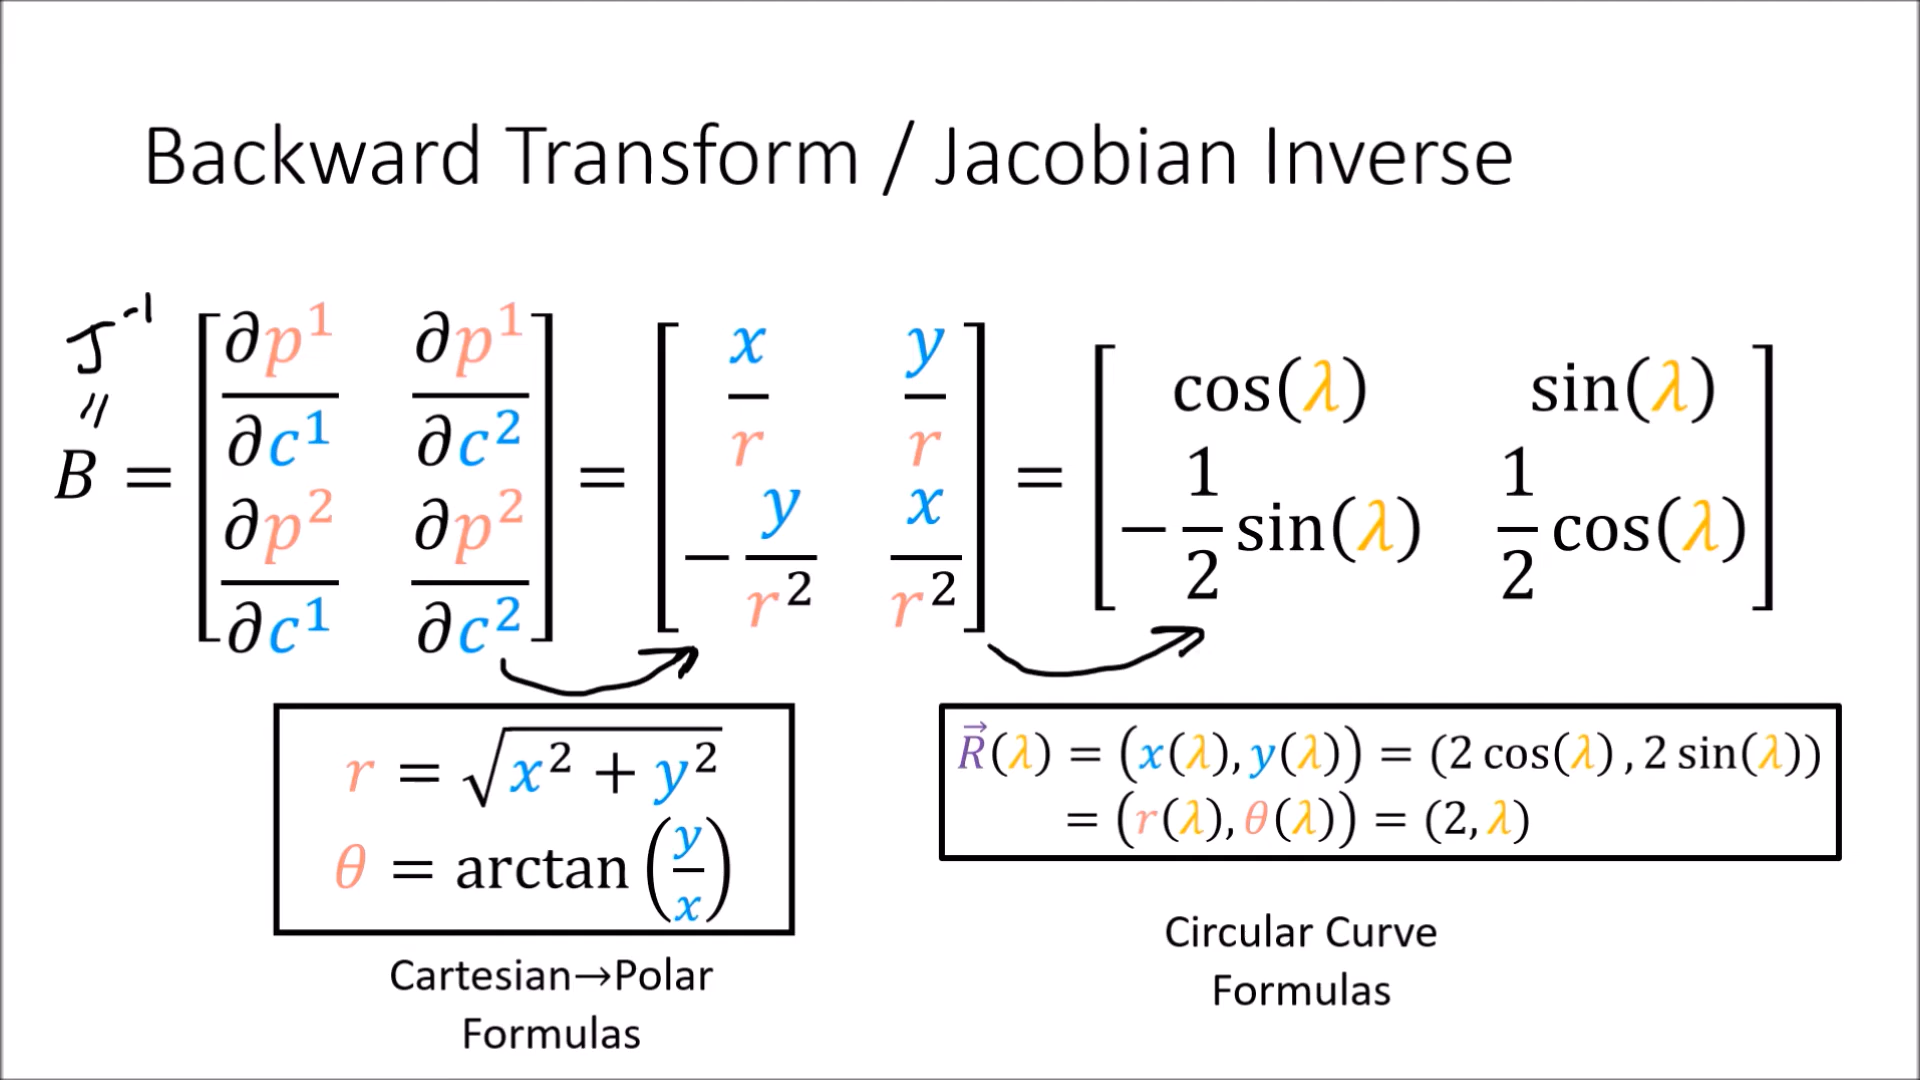 Backward Transform / Jacobian Inverse
J⁻¹
=
B = [∂p¹/∂c¹ ∂p¹/∂c² ; ∂p²/∂c¹ ∂p²/∂c²] = [x/r y/r ; −y/r² x/r²] = [cos(λ) sin(λ) ; −1/2 sin(λ) 1/2 cos(λ)]
r = √x² + y²
θ = arctan(y/x)
Cartesian→Polar
Formulas
R⃗(λ) = (x(λ), y(λ)) = (2 cos(λ) , 2 sin(λ))
= (r(λ), θ(λ)) = (2, λ)
Circular Curve
Formulas